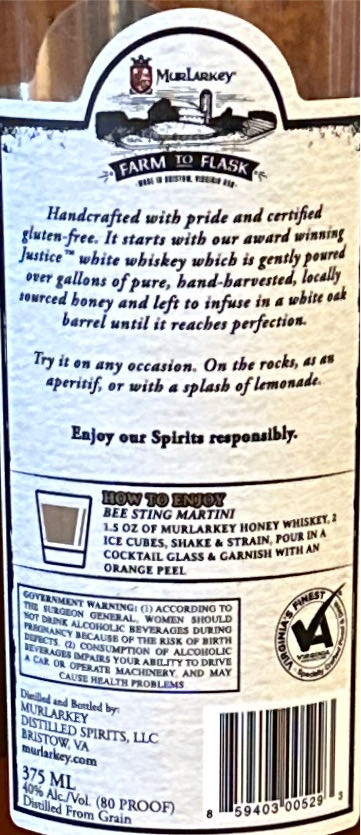 MURLARKEY
FARM TO FLASK
MADE IN BRISTOW, VIRGINIA USA
Handcrafted with pride and certified
gluten-free. It starts with our award winning
Justice™ white whiskey which is gently poured
over gallons of pure, hand-harvested, locally
sourced honey and left to infuse in a white oak
barrel until it reaches perfection.
Try it on any occasion. On the rocks, as an
aperitif, or with a splash of lemonade.
Enjoy our Spirits responsibly.
HOW TO ENJOY
BEE STING MARTINI
1.5 OZ OF MURLARKEY HONEY WHISKEY, 2
ICE CUBES, SHAKE & STRAIN, POUR IN A
COCKTAIL GLASS & GARNISH WITH AN
ORANGE PEEL
GOVERNMENT WARNING: (1) ACCORDING TO
THE SURGEON GENERAL, WOMEN SHOULD
NOT DRINK ALCOHOLIC BEVERAGES DURING
PREGNANCY BECAUSE OF THE RISK OF BIRTH
DEFECTS. (2) CONSUMPTION OF ALCOHOLIC
BEVERAGES IMPAIRS YOUR ABILITY TO DRIVE
A CAR OR OPERATE MACHINERY, AND MAY
CAUSE HEALTH PROBLEMS
VIRGINIA'S FINEST
VA
VIRGINIA
Specialty
Distilled and Bottled by:
MURLARKEY
DISTILLED SPIRITS, LLC
BRISTOW, VA
murlarkey.com
375 ML
40% Alc./Vol. (80 PROOF)
Distilled From Grain
8 59403 00529 3